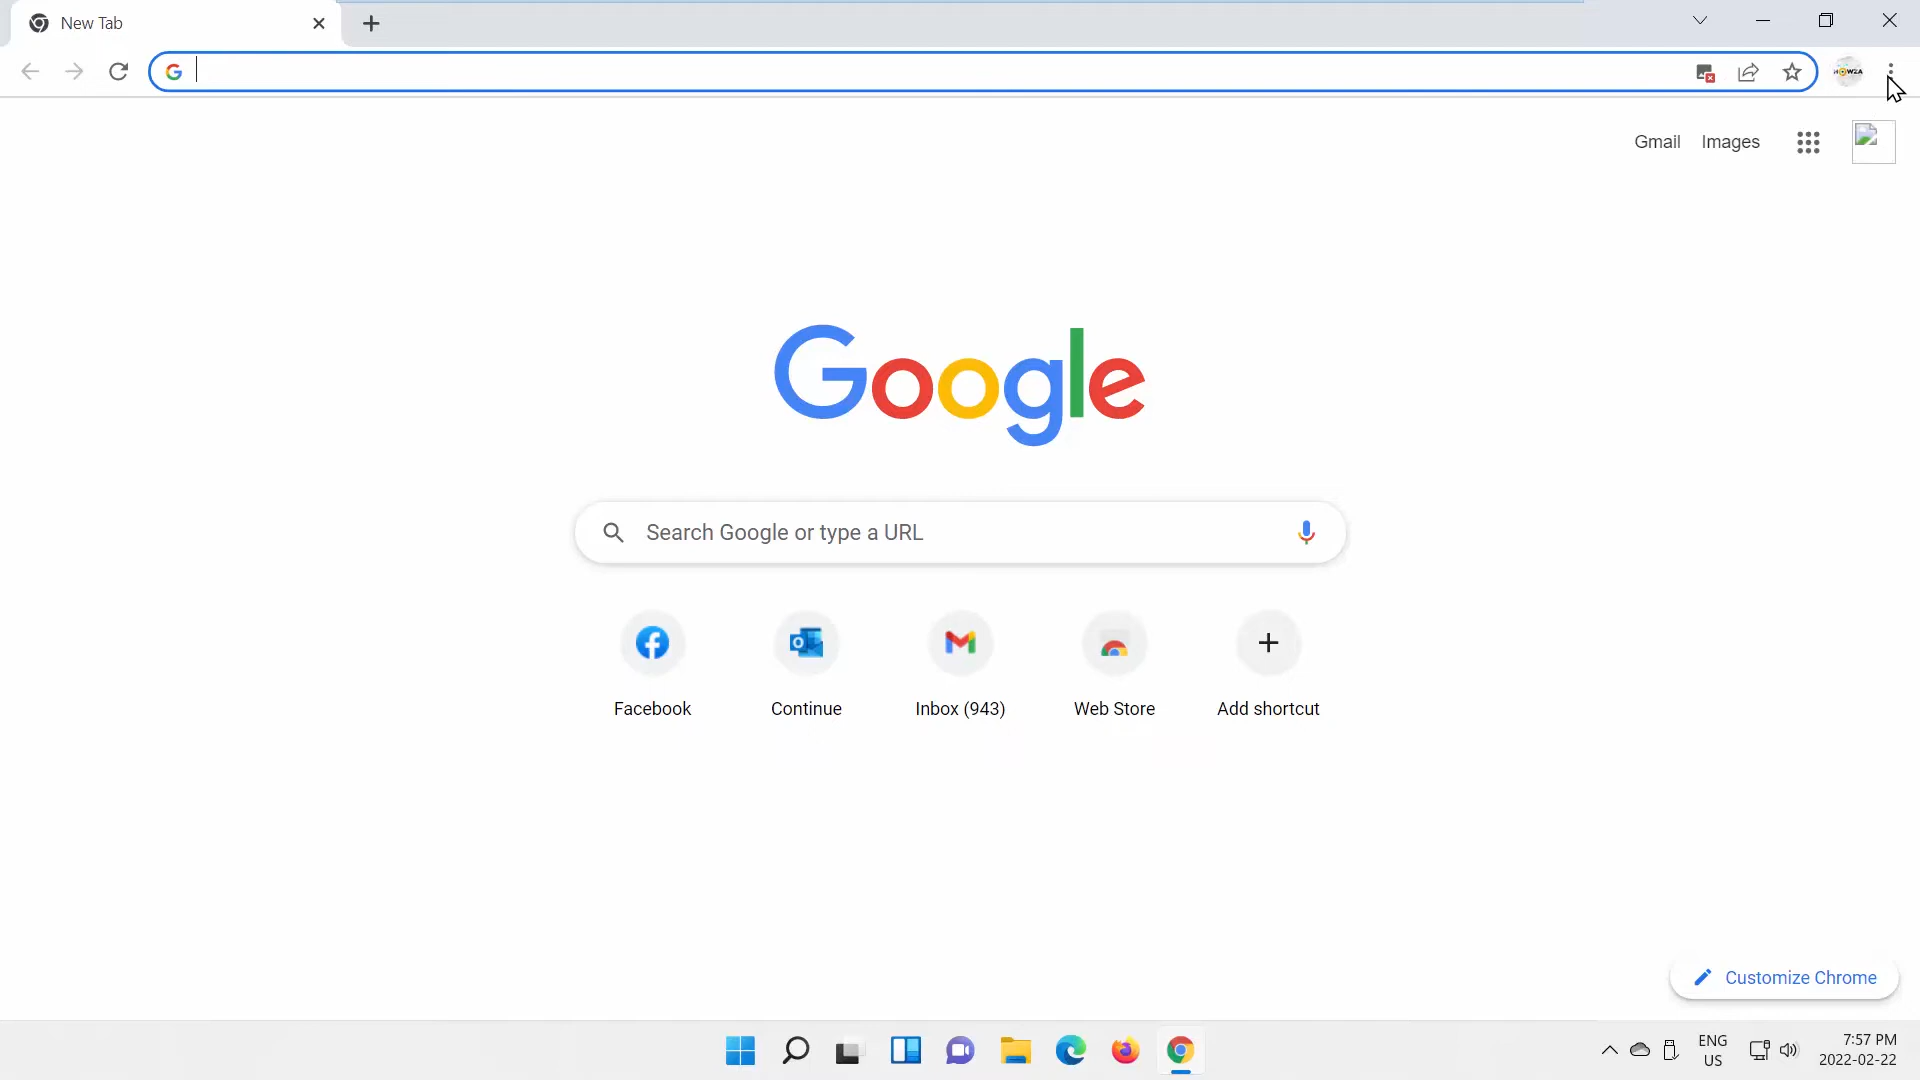 New Tab
HOW2A
Gmail Images
Google
Search Google or type a URL
Facebook Continue Inbox (943) Web Store Add shortcut
Customize Chrome
ENG 7:57 PM
US 2022-02-22